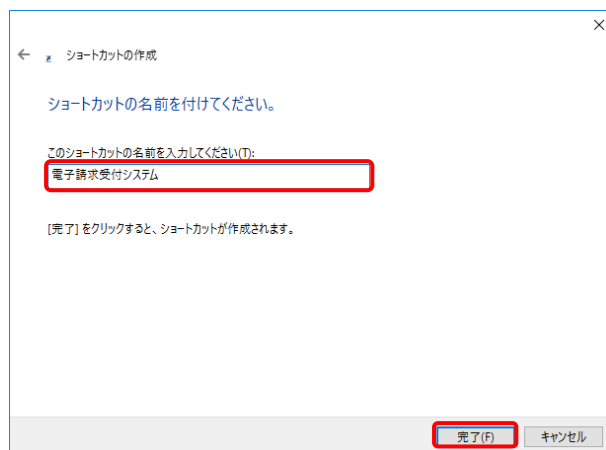 ショートカットの作成
ショートカットの名前を付けてください。
このショートカットの名前を入力してください(T):
電子請求受付システム
[完了] をクリックすると、ショートカットが作成されます。
完了(F)
キャンセル